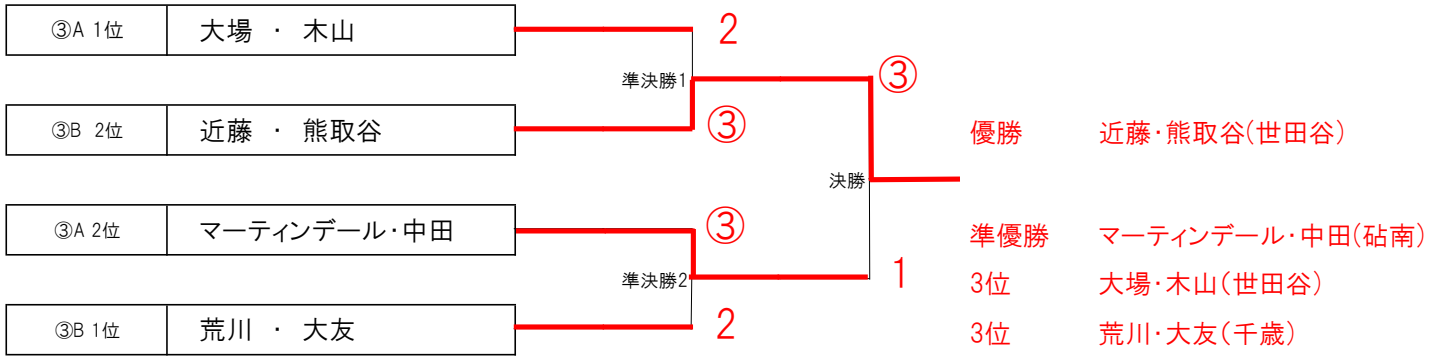 ③A 1位 大場 ・ 木山 2
準決勝1 ③
③B 2位 近藤 ・ 熊取谷 ③
優勝 近藤・熊取谷(世田谷)
決勝
③A 2位 マーティンデール・中田 ③
準優勝 マーティンデール・中田(砧南)
準決勝2 1
3位 大場・木山(世田谷)
③B 1位 荒川 ・ 大友 2
3位 荒川・大友(千歳)